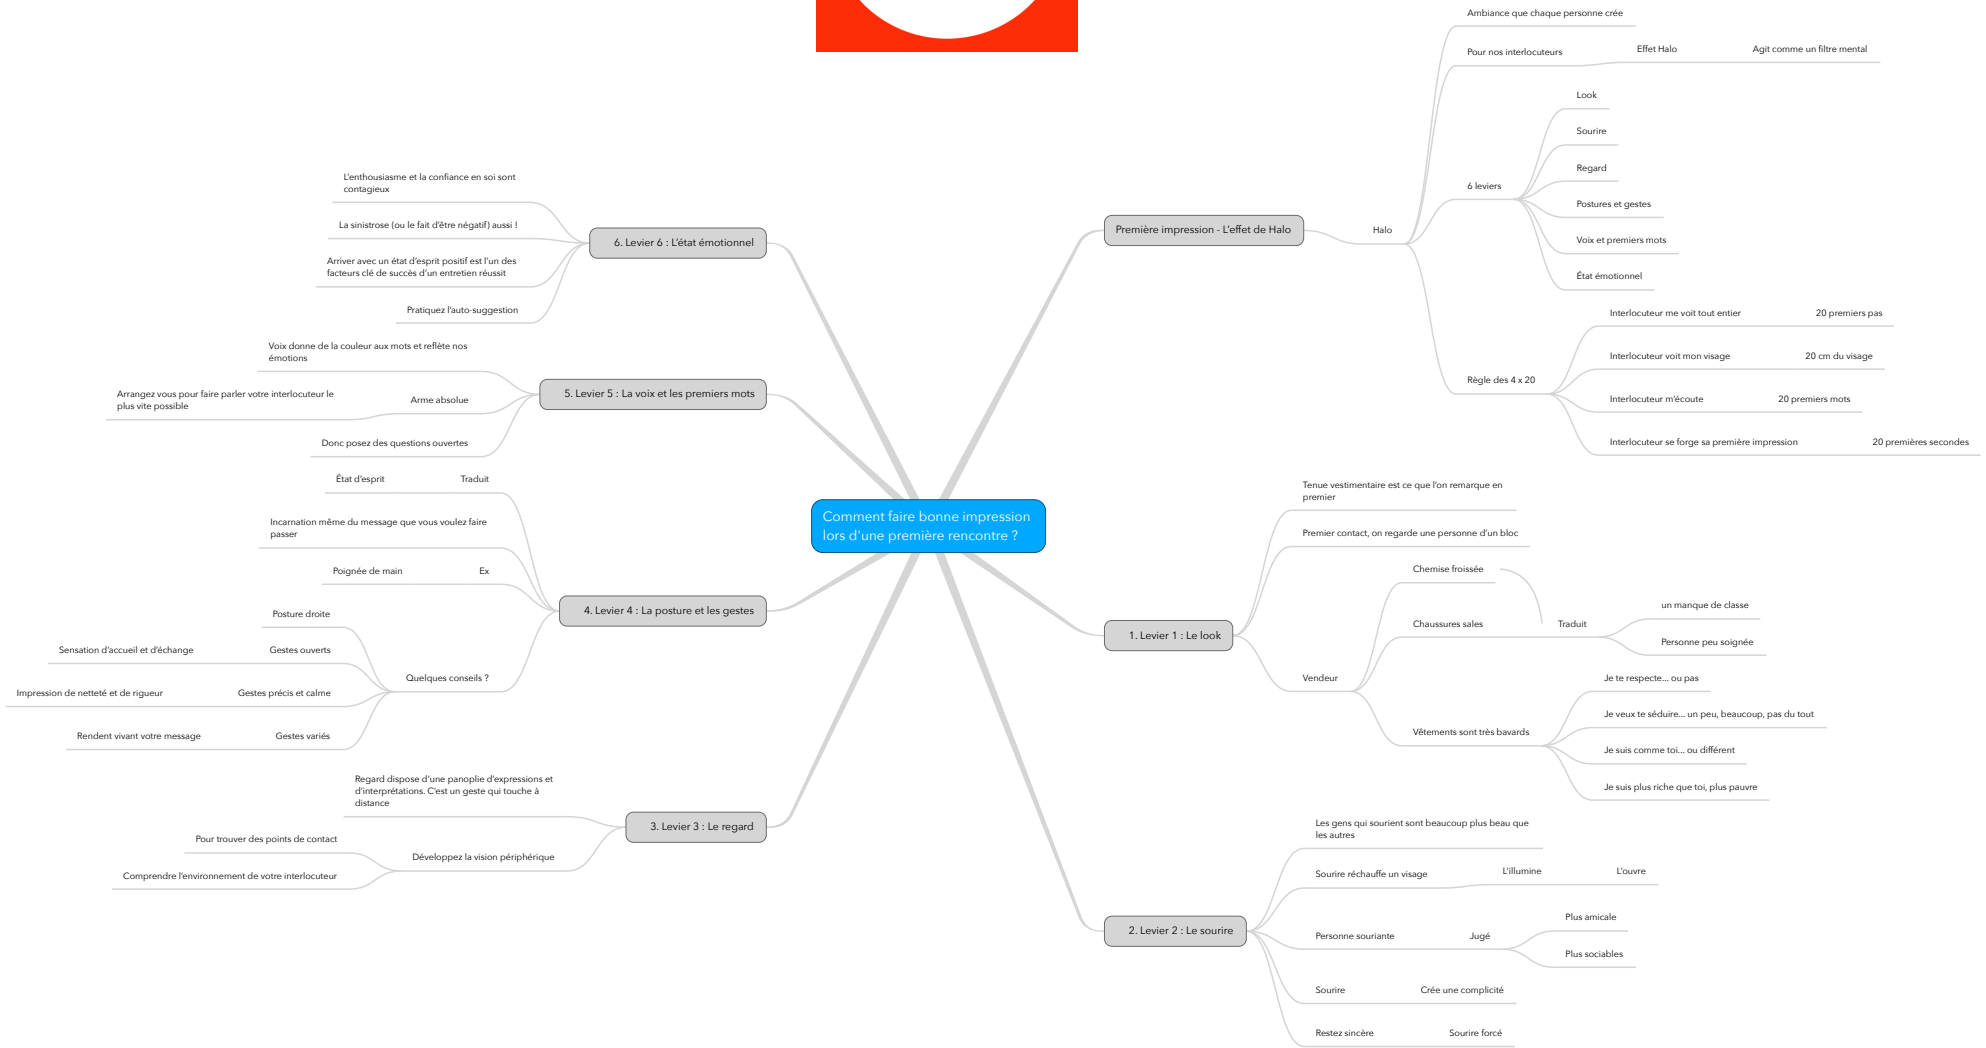 Comment faire bonne impression
lors d'une première rencontre ?
Première impression - L'effet de Halo
Halo
Ambiance que chaque personne crée
Pour nos interlocuteurs
Effet Halo
Agit comme un filtre mental
6 leviers
Look
Sourire
Regard
Postures et gestes
Voix et premiers mots
État émotionnel
Règle des 4 x 20
Interlocuteur me voit tout entier
20 premiers pas
Interlocuteur voit mon visage
20 cm du visage
Interlocuteur m'écoute
20 premiers mots
Interlocuteur se forge sa première impression
20 premières secondes
1. Levier 1 : Le look
Tenue vestimentaire est ce que l'on remarque en
premier
Premier contact, on regarde une personne d'un bloc
Vendeur
Chemise froissée
Chaussures sales
Traduit
un manque de classe
Personne peu soignée
Vêtements sont très bavards
Je te respecte... ou pas
Je veux te séduire... un peu, beaucoup, pas du tout
Je suis comme toi... ou différent
Je suis plus riche que toi, plus pauvre
2. Levier 2 : Le sourire
Les gens qui sourient sont beaucoup plus beau que
les autres
Sourire réchauffe un visage
L'illumine
L'ouvre
Personne souriante
Jugé
Plus amicale
Plus sociables
Sourire
Crée une complicité
Restez sincère
Sourire forcé
3. Levier 3 : Le regard
Regard dispose d'une panoplie d'expressions et
d'interprétations. C'est un geste qui touche à
distance
Développez la vision périphérique
Pour trouver des points de contact
Comprendre l'environnement de votre interlocuteur
4. Levier 4 : La posture et les gestes
Traduit
État d'esprit
Incarnation même du message que vous voulez faire
passer
Ex
Poignée de main
Quelques conseils ?
Posture droite
Gestes ouverts
Sensation d'accueil et d'échange
Gestes précis et calme
Impression de netteté et de rigueur
Gestes variés
Rendent vivant votre message
5. Levier 5 : La voix et les premiers mots
Voix donne de la couleur aux mots et reflète nos
émotions
Arme absolue
Arrangez vous pour faire parler votre interlocuteur le
plus vite possible
Donc posez des questions ouvertes
6. Levier 6 : L'état émotionnel
L'enthousiasme et la confiance en soi sont
contagieux
La sinistrose (ou le fait d'être négatif) aussi !
Arriver avec un état d'esprit positif est l'un des
facteurs clé de succès d'un entretien réussit
Pratiquez l'auto-suggestion